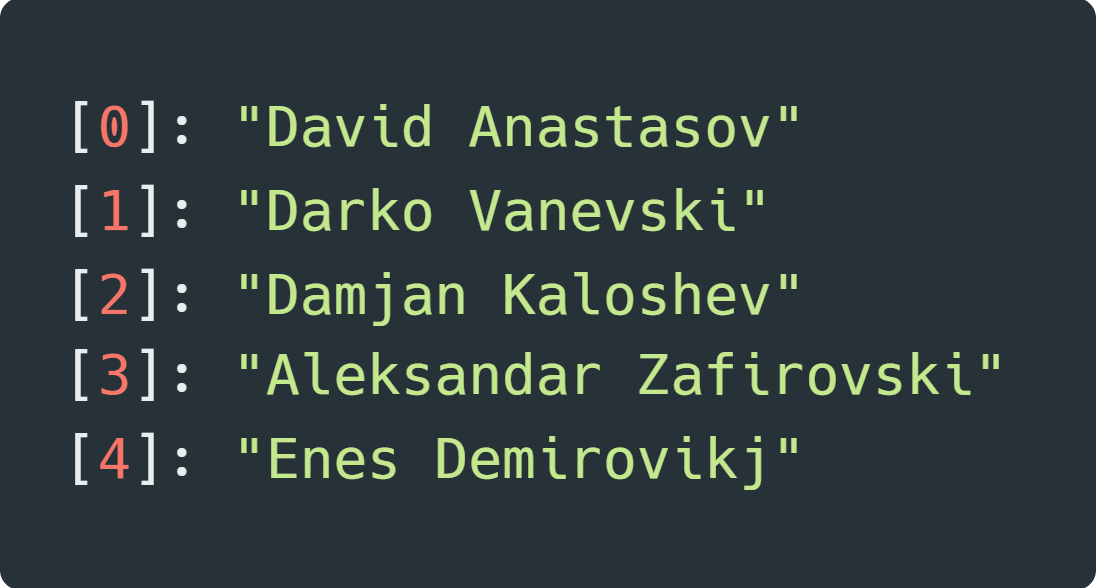 [0]: "David Anastasov"
[1]: "Darko Vanevski"
[2]: "Damjan Kaloshev"
[3]: "Aleksandar Zafirovski"
[4]: "Enes Demirovikj"